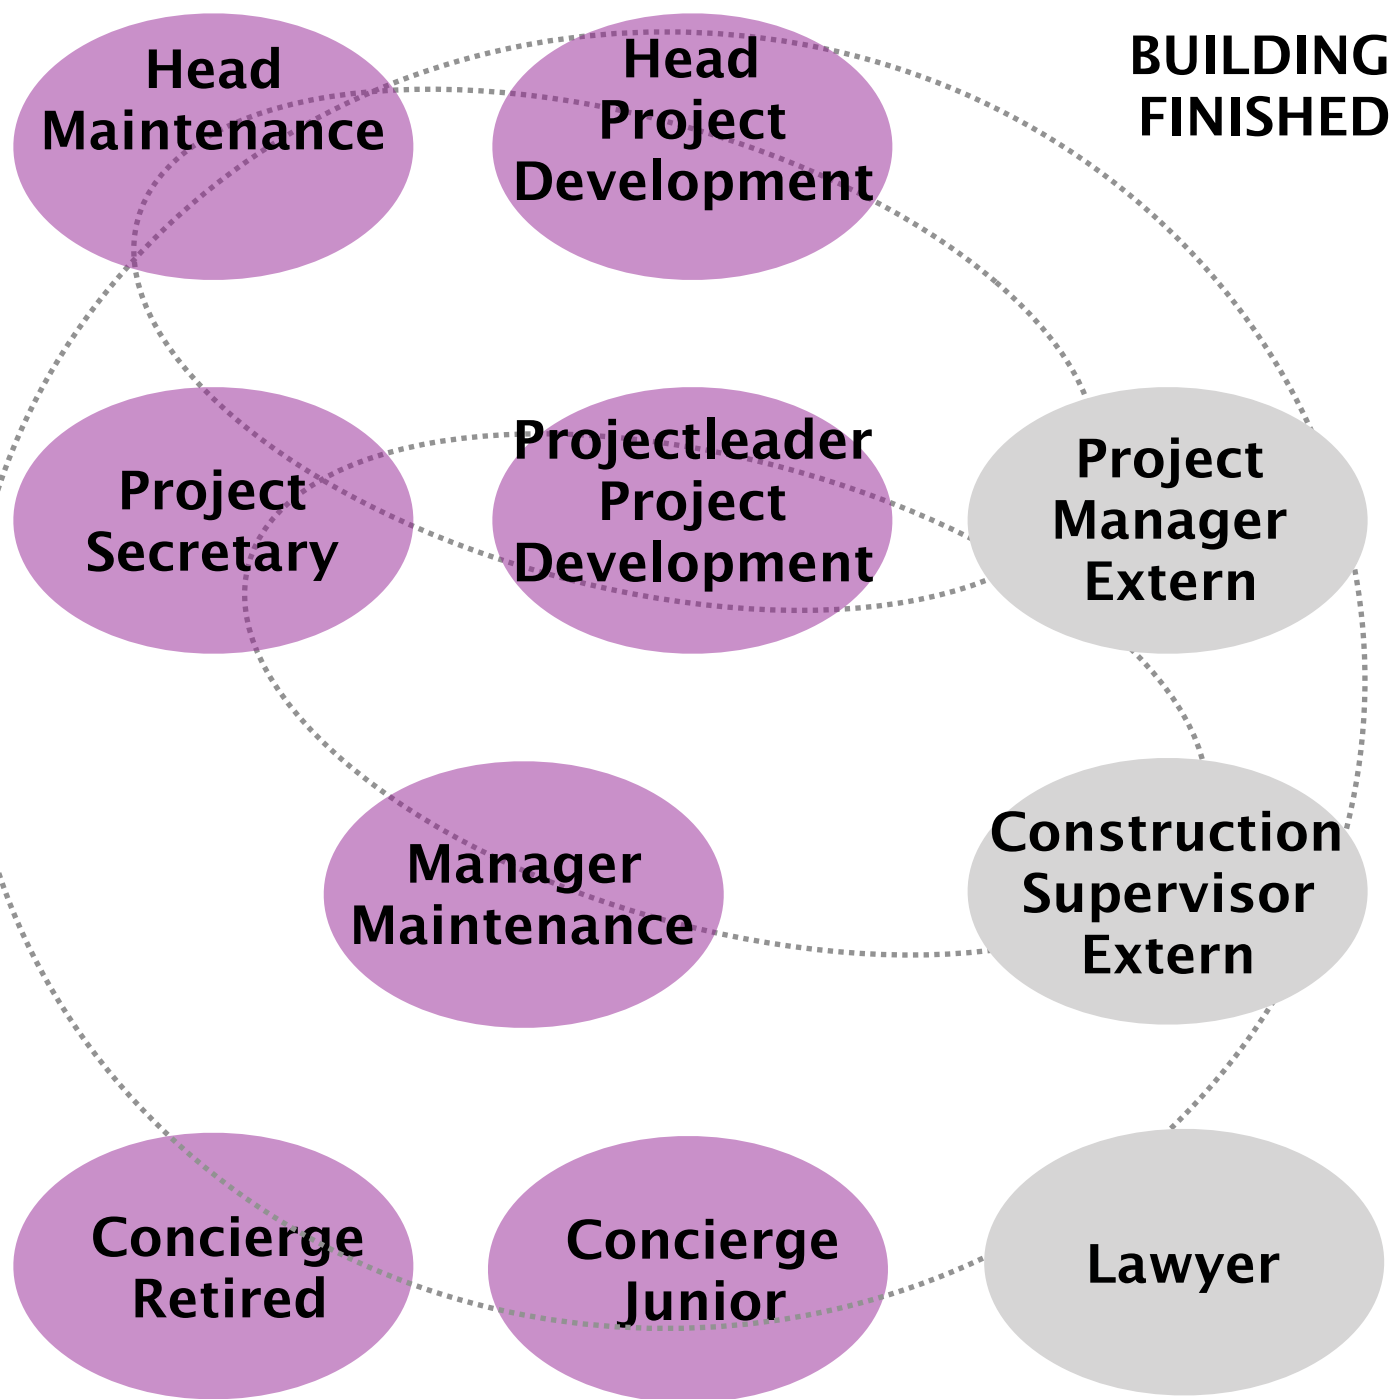 Head
Maintenance
Head
Project
Development
BUILDING
FINISHED
Project
Secretary
Projectleader
Project
Development
Project
Manager
Extern
Manager
Maintenance
Construction
Supervisor
Extern
Concierge
Retired
Concierge
Junior
Lawyer